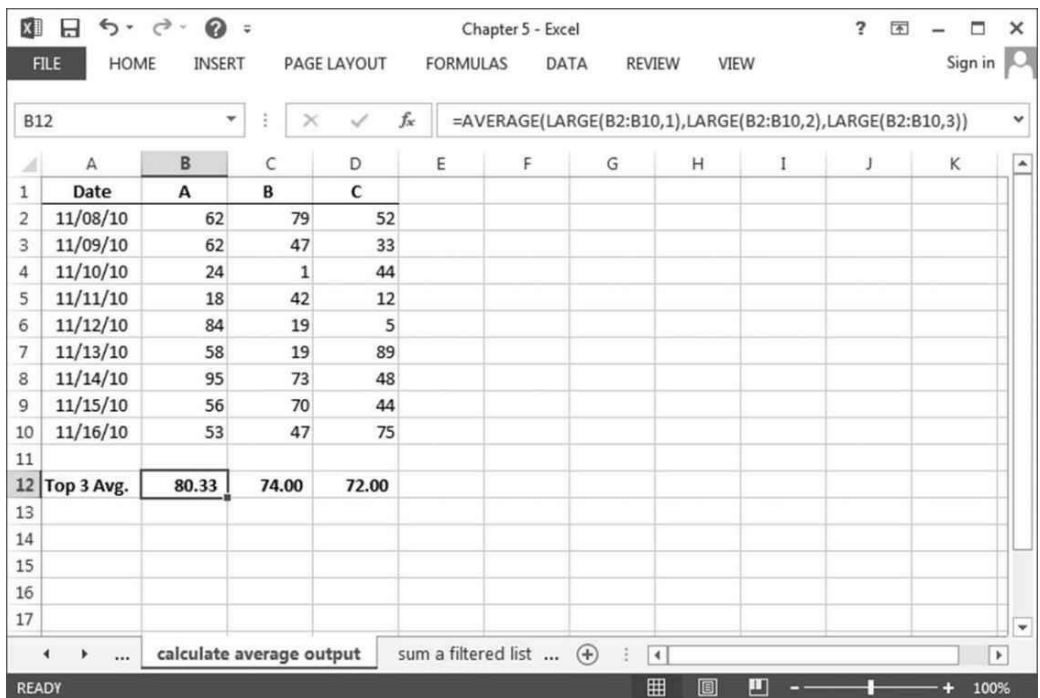 Chapter 5 - Excel ?
FILE HOME INSERT PAGE LAYOUT FORMULAS DATA REVIEW VIEW Sign in
B12 fx =AVERAGE(LARGE(B2:B10,1),LARGE(B2:B10,2),LARGE(B2:B10,3))
A B C D E F G H I J K
1 Date A B C
2 11/08/10 62 79 52
3 11/09/10 62 47 33
4 11/10/10 24 1 44
5 11/11/10 18 42 12
6 11/12/10 84 19 5
7 11/13/10 58 19 89
8 11/14/10 95 73 48
9 11/15/10 56 70 44
10 11/16/10 53 47 75
11
12 Top 3 Avg. 80.33 74.00 72.00
13
14
15
16
17
... calculate average output sum a filtered list ...
READY 100%